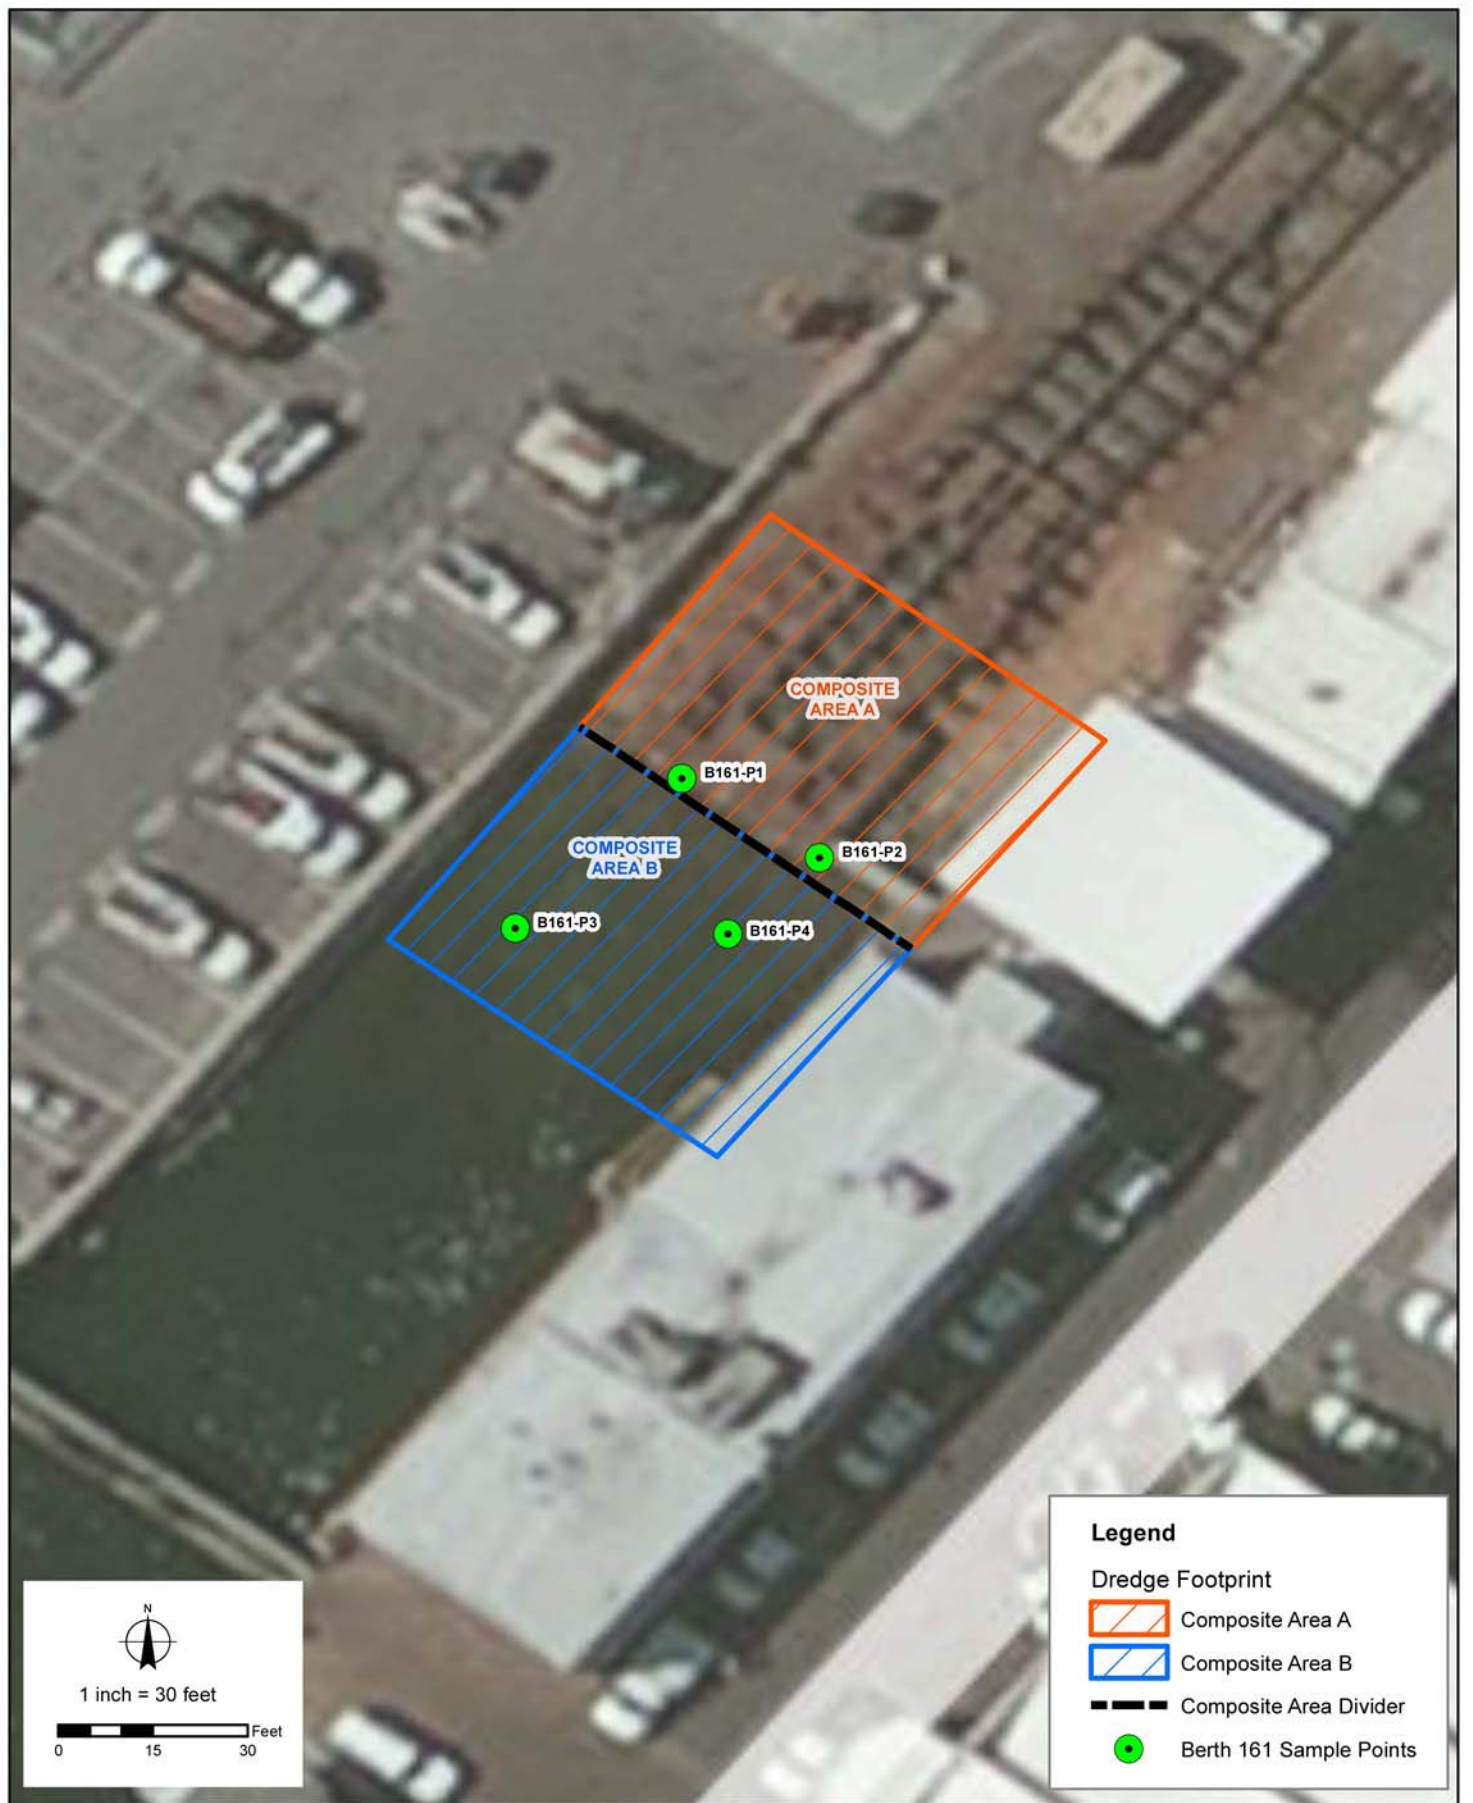 COMPOSITE
AREA A
B161-P1
COMPOSITE
AREA B
B161-P2
B161-P3
B161-P4
Legend
Dredge Footprint
Composite Area A
Composite Area B
Composite Area Divider
Berth 161 Sample Points
N
1 inch = 30 feet
Feet
0 15 30